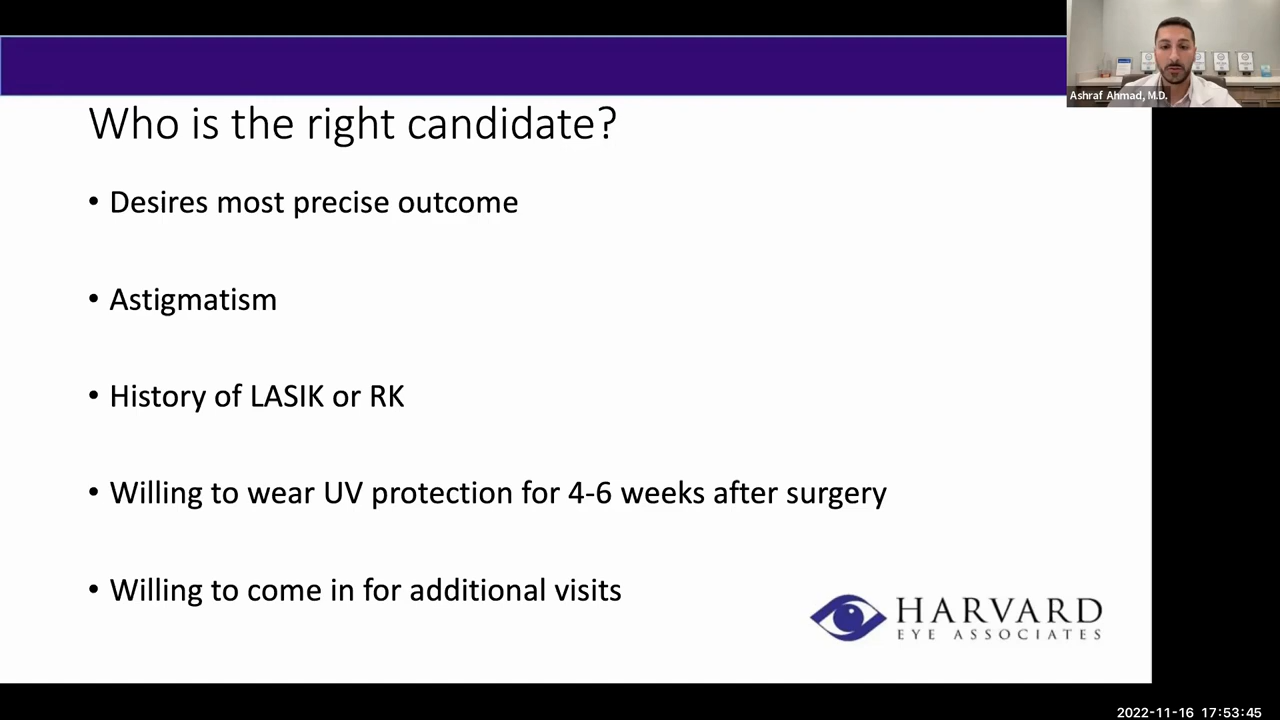 Ashraf Ahmad, M.D.
Who is the right candidate?
• Desires most precise outcome
• Astigmatism
• History of LASIK or RK
• Willing to wear UV protection for 4-6 weeks after surgery
• Willing to come in for additional visits
HARVARD
EYE ASSOCIATES
2022-11-16 17:53:45